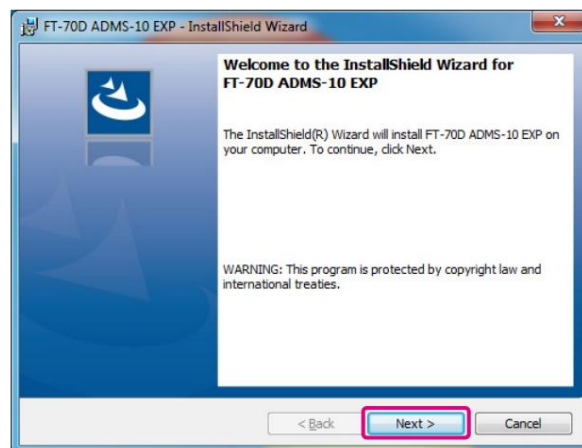 FT-70D ADMS-10 EXP - InstallShield Wizard
Welcome to the InstallShield Wizard for
FT-70D ADMS-10 EXP
The InstallShield(R) Wizard will install FT-70D ADMS-10 EXP on
your computer. To continue, click Next.
WARNING: This program is protected by copyright law and
international treaties.
< Back
Next >
Cancel